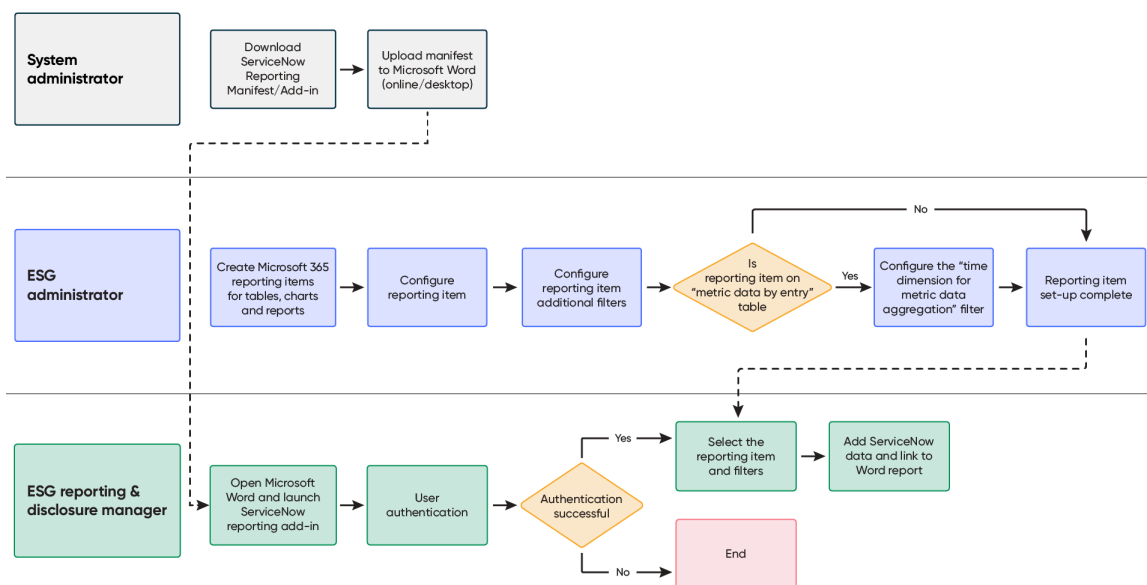 System
administrator
Download
ServiceNow
Reporting
Manifest/Add-in
Upload manifest
to Microsoft Word
(online/desktop)
No
ESG
administrator
Create Microsoft 365
reporting items
for tables, charts
and reports
Configure
reporting item
Configure
reporting item
additional filters
Is
reporting item on
“metric data by entry”
table
Yes
Configure the “time
dimension for
metric data
aggregation” filter
Reporting item
set-up complete
ESG reporting &
disclosure manager
Open Microsoft
Word and launch
ServiceNow
reporting add-in
User
authentication
Authentication
successful
Yes
Select the
reporting item
and filters
Add ServiceNow
data and link to
Word report
No
End